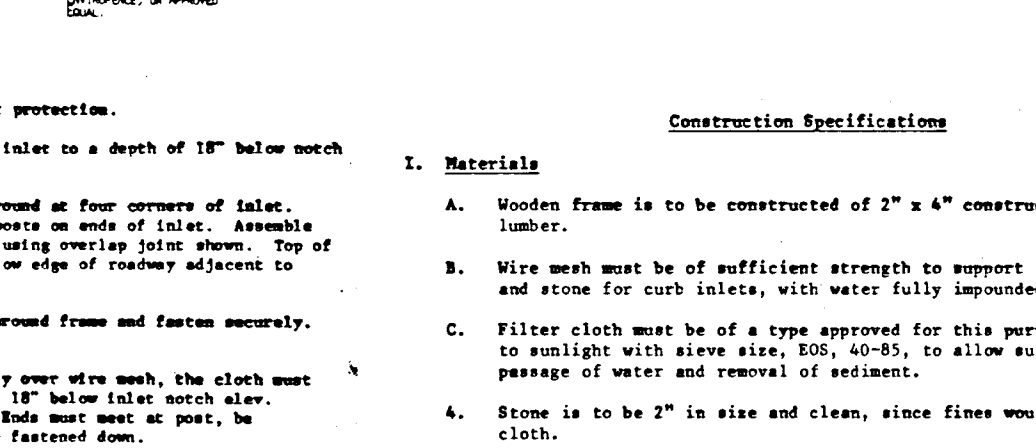 EQUAL.
protection.
inlet to a depth of 18" below notch
round at four corners of inlet.
posts on ends of inlet. Assemble
using overlap joint shown. Top of
ow edge of roadway adjacent to
round frame and fasten securely.
y over wire mesh, the cloth must
18" below inlet notch elev.
Ends must meet at post, be
fastened down.
Construction Specifications
I. Materials
A. Wooden frame is to be constructed of 2" x 4" constru
lumber.
B. Wire mesh must be of sufficient strength to support
and stone for curb inlets, with water fully impounde
C. Filter cloth must be of a type approved for this pur
to sunlight with sieve size, EOS, 40-85, to allow su
passage of water and removal of sediment.
4. Stone is to be 2" in size and clean, since fines wou
cloth.